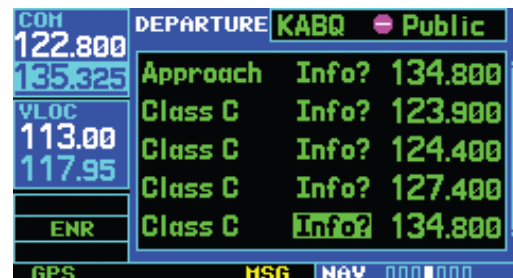 COM
122.800
135.325
VLOC
113.00
117.95
ENR
DEPARTURE KABQ Public
Approach Info? 134.800
Class C Info? 123.900
Class C Info? 124.400
Class C Info? 127.400
Class C Info? 134.800
GPS MSG NAV